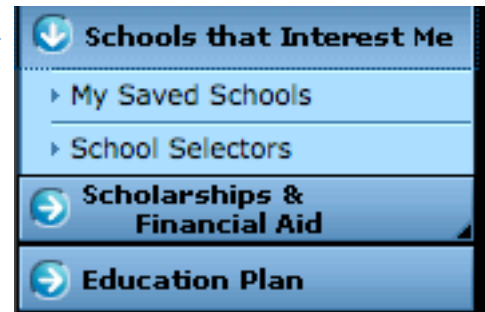 Schools that Interest Me
My Saved Schools
School Selectors
Scholarships &
Financial Aid
Education Plan